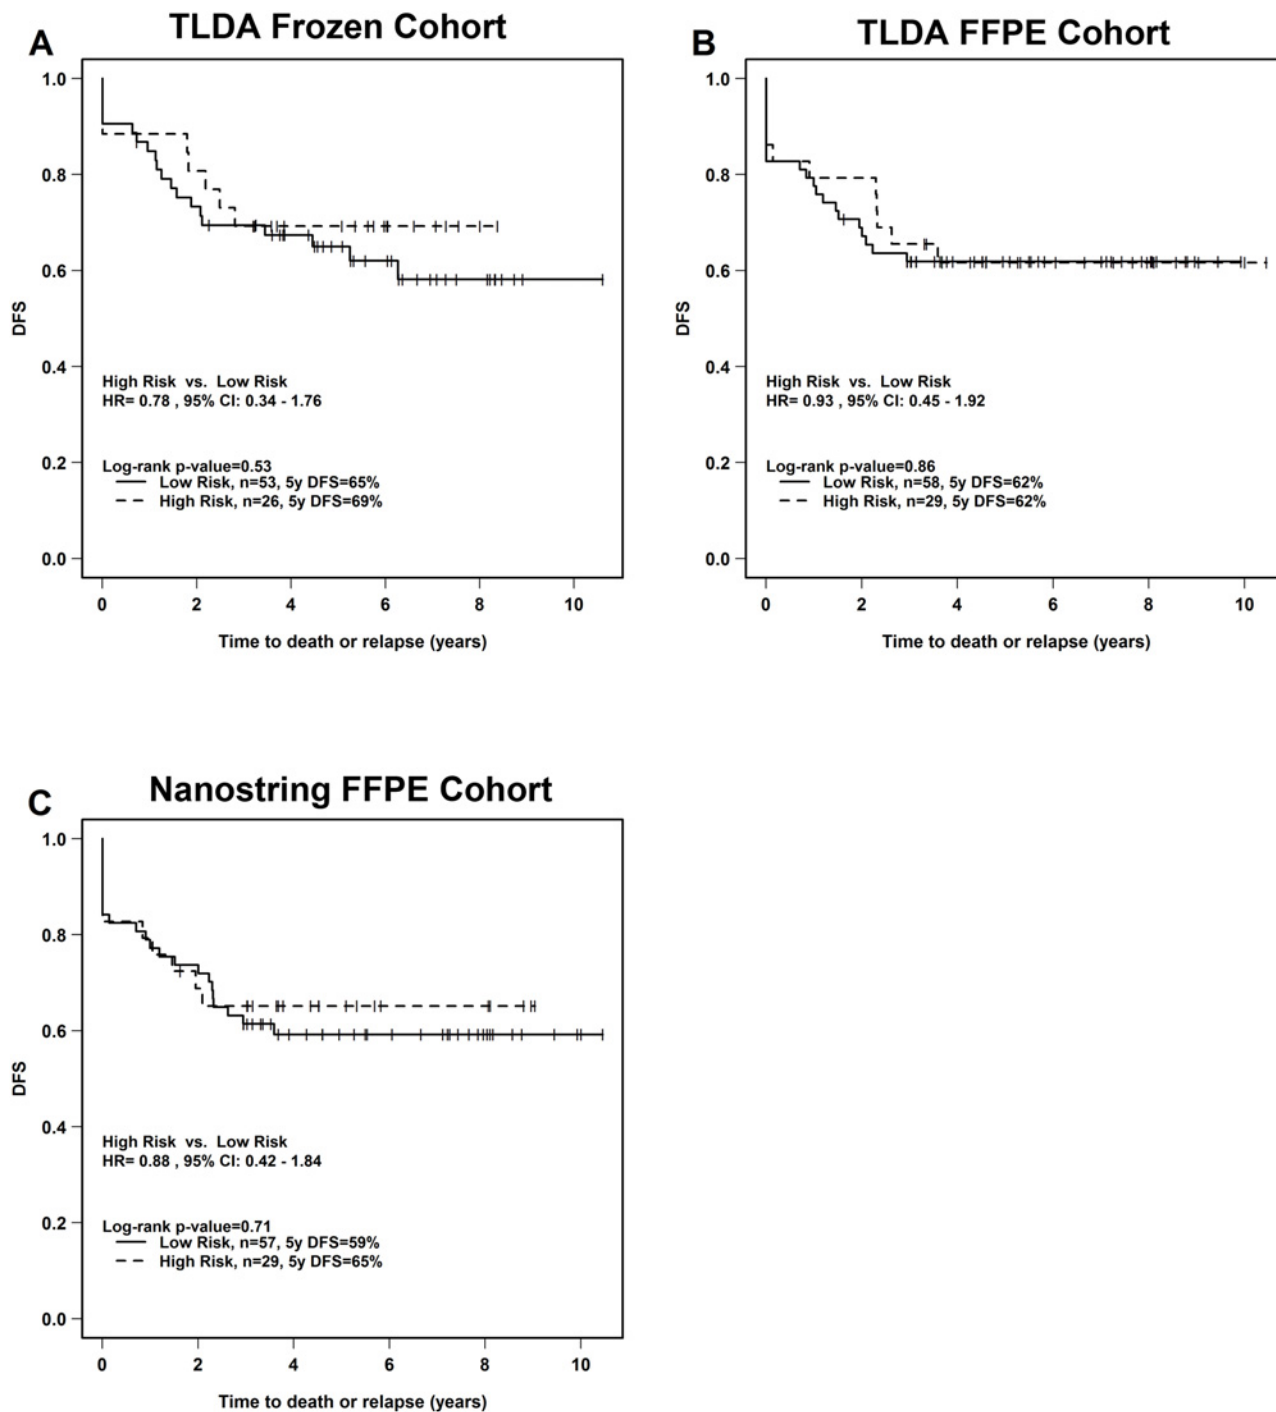 A
TLDA Frozen Cohort
1.0
0.8
0.6
0.4
0.2
0.0
DFS
High Risk vs. Low Risk
HR= 0.78 , 95% CI: 0.34 - 1.76
Log-rank p-value=0.53
Low Risk, n=53, 5y DFS=65%
High Risk, n=26, 5y DFS=69%
0 2 4 6 8 10
Time to death or relapse (years)
B
TLDA FFPE Cohort
1.0
0.8
0.6
0.4
0.2
0.0
DFS
High Risk vs. Low Risk
HR= 0.93 , 95% CI: 0.45 - 1.92
Log-rank p-value=0.86
Low Risk, n=58, 5y DFS=62%
High Risk, n=29, 5y DFS=62%
0 2 4 6 8 10
Time to death or relapse (years)
C
Nanostring FFPE Cohort
1.0
0.8
0.6
0.4
0.2
0.0
DFS
High Risk vs. Low Risk
HR= 0.88 , 95% CI: 0.42 - 1.84
Log-rank p-value=0.71
Low Risk, n=57, 5y DFS=59%
High Risk, n=29, 5y DFS=65%
0 2 4 6 8 10
Time to death or relapse (years)